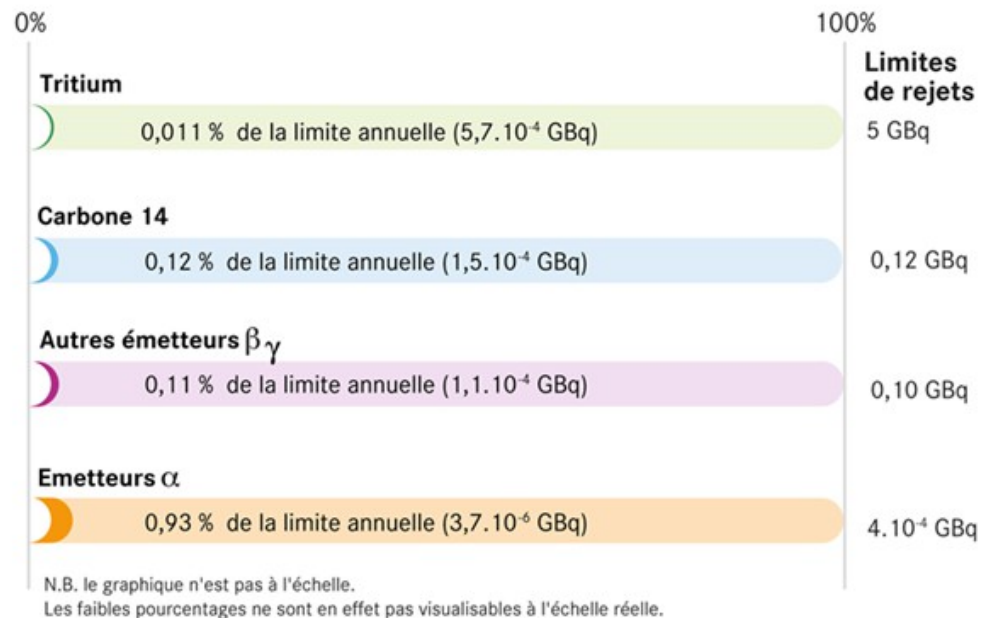 0%
100%
Limites
de rejets
Tritium
0,011 % de la limite annuelle (5,7.10⁻⁴ GBq)
5 GBq
Carbone 14
0,12 % de la limite annuelle (1,5.10⁻⁴ GBq)
0,12 GBq
Autres émetteurs βγ
0,11 % de la limite annuelle (1,1.10⁻⁴ GBq)
0,10 GBq
Emetteurs α
0,93 % de la limite annuelle (3,7.10⁻⁶ GBq)
4.10⁻⁴ GBq
N.B. le graphique n'est pas à l'échelle.
Les faibles pourcentages ne sont en effet pas visualisables à l'échelle réelle.